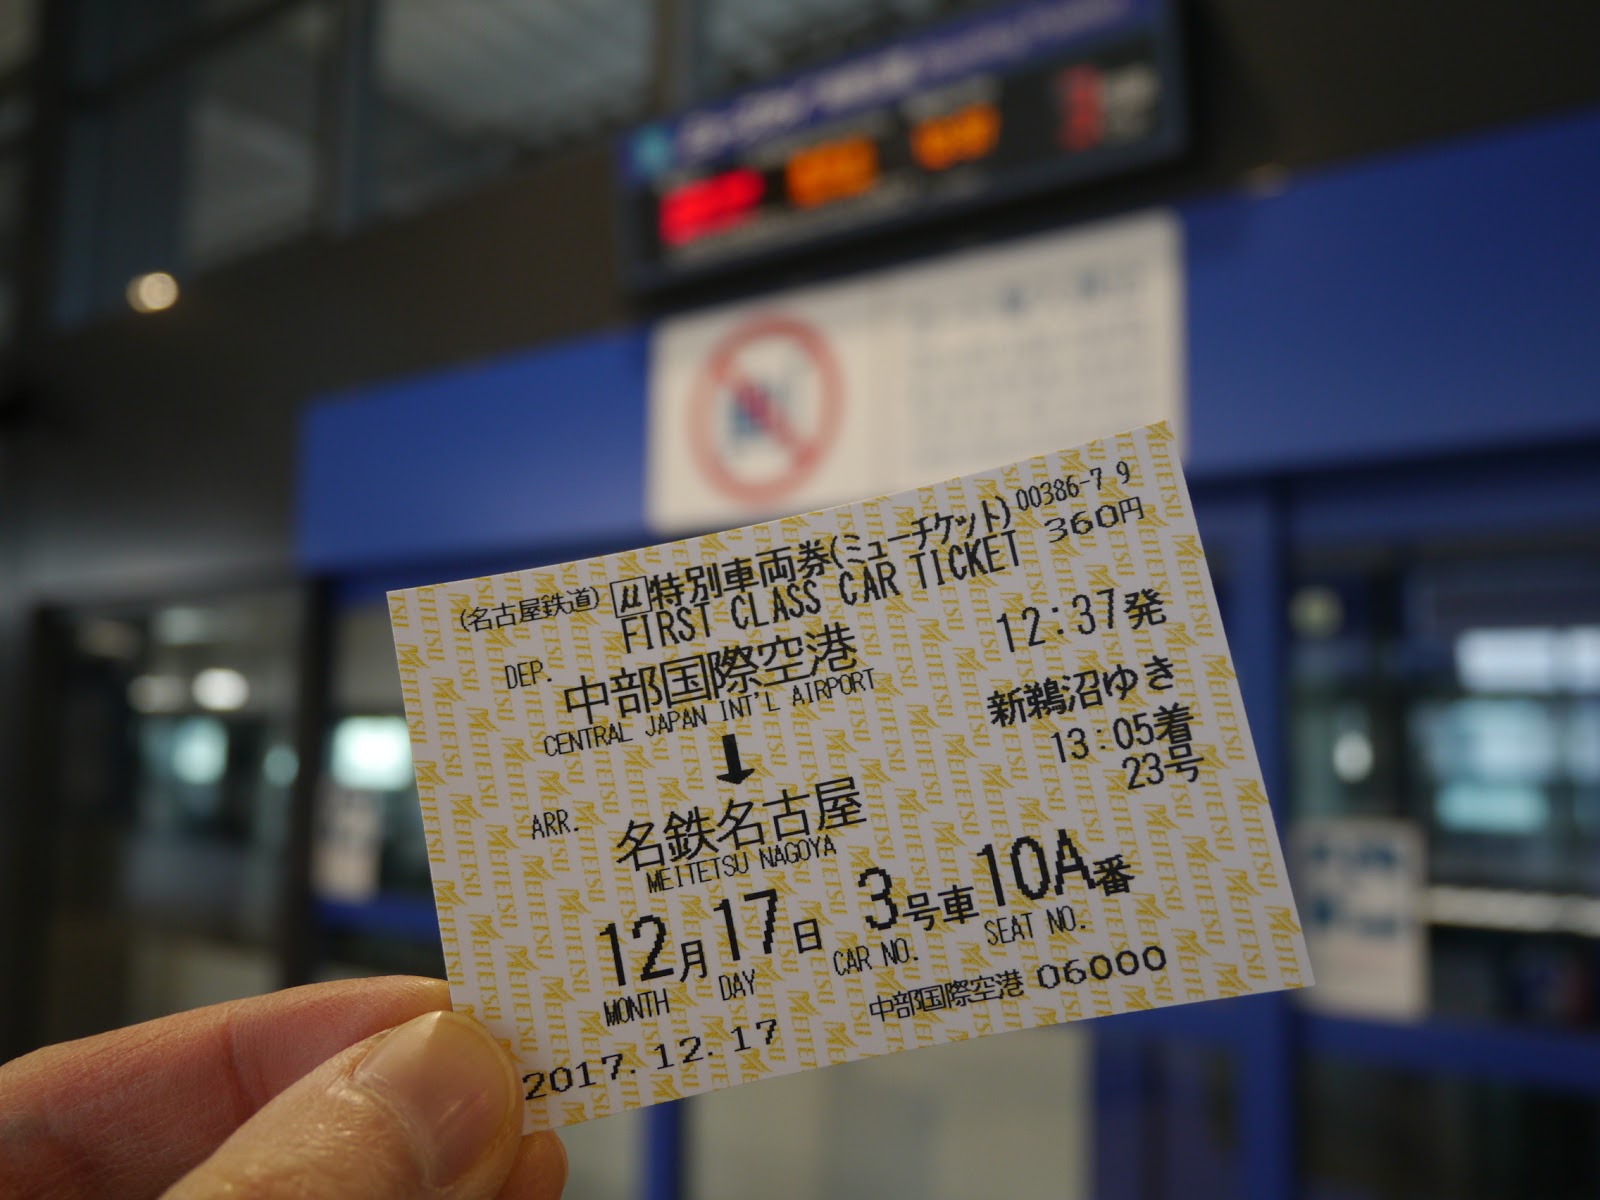 (名古屋鉄道) μ特別車両券(ミューチケット) 00386-79
FIRST CLASS CAR TICKET 360円
DEP. 中部国際空港 12:37発
CENTRAL JAPAN INT'L AIRPORT 新鵜沼ゆき
↓ 13:05着
ARR. 名鉄名古屋 23号
MEITETSU NAGOYA
12月17日 3号車10A番
MONTH DAY CAR NO. SEAT NO.
2017.12.17 中部国際空港 06000